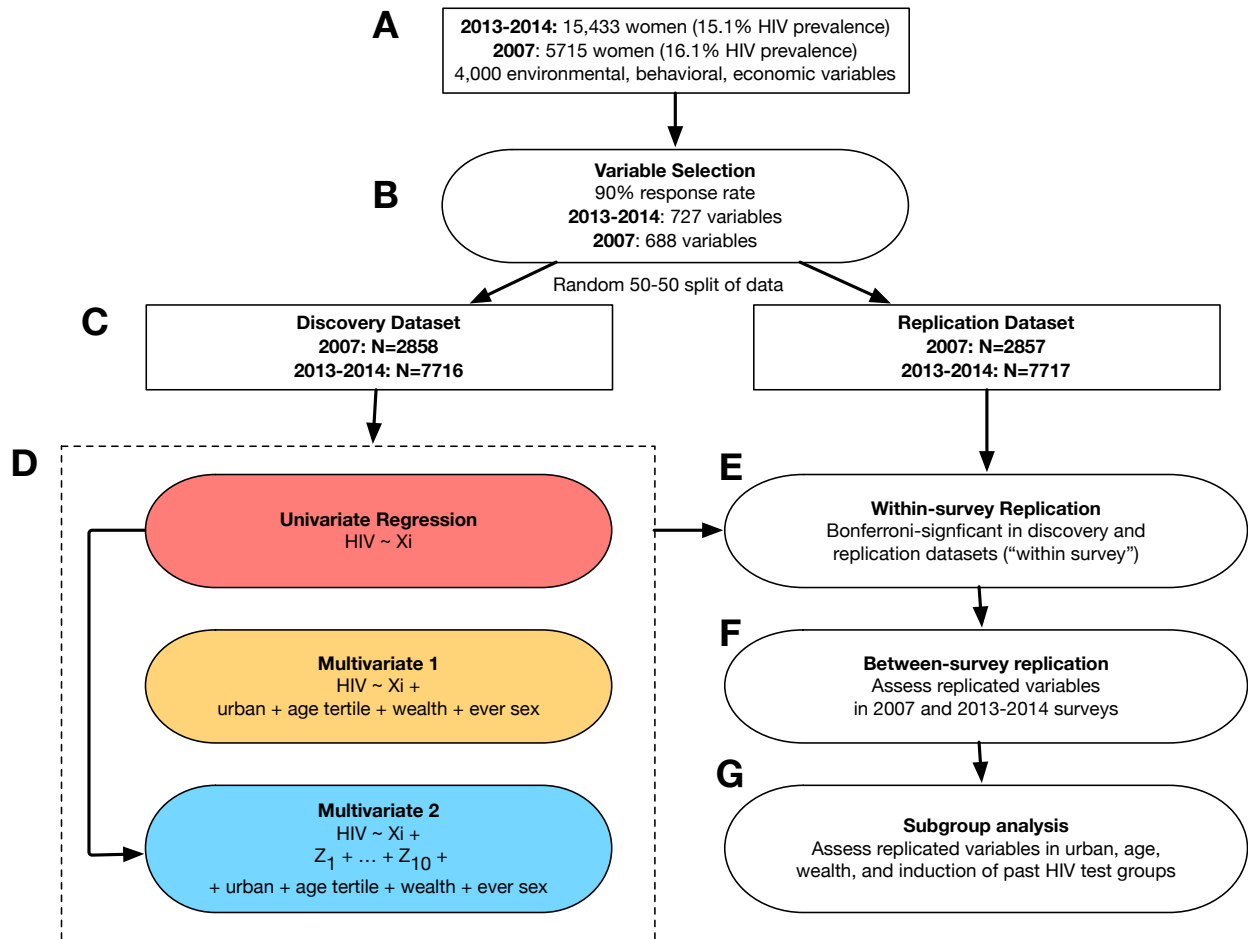 A
2013-2014: 15,433 women (15.1% HIV prevalence)
2007: 5715 women (16.1% HIV prevalence)
4,000 environmental, behavioral, economic variables
B
Variable Selection
90% response rate
2013-2014: 727 variables
2007: 688 variables
Random 50-50 split of data
C
Discovery Dataset
2007: N=2858
2013-2014: N=7716
Replication Dataset
2007: N=2857
2013-2014: N=7717
D
Univariate Regression
HIV ~ Xi
Multivariate 1
HIV ~ Xi +
urban + age tertile + wealth + ever sex
Multivariate 2
HIV ~ Xi +
Z1 + ... + Z10 +
+ urban + age tertile + wealth + ever sex
E
Within-survey Replication
Bonferroni-signficant in discovery and
replication datasets (“within survey”)
F
Between-survey replication
Assess replicated variables
in 2007 and 2013-2014 surveys
G
Subgroup analysis
Assess replicated variables in urban, age,
wealth, and induction of past HIV test groups